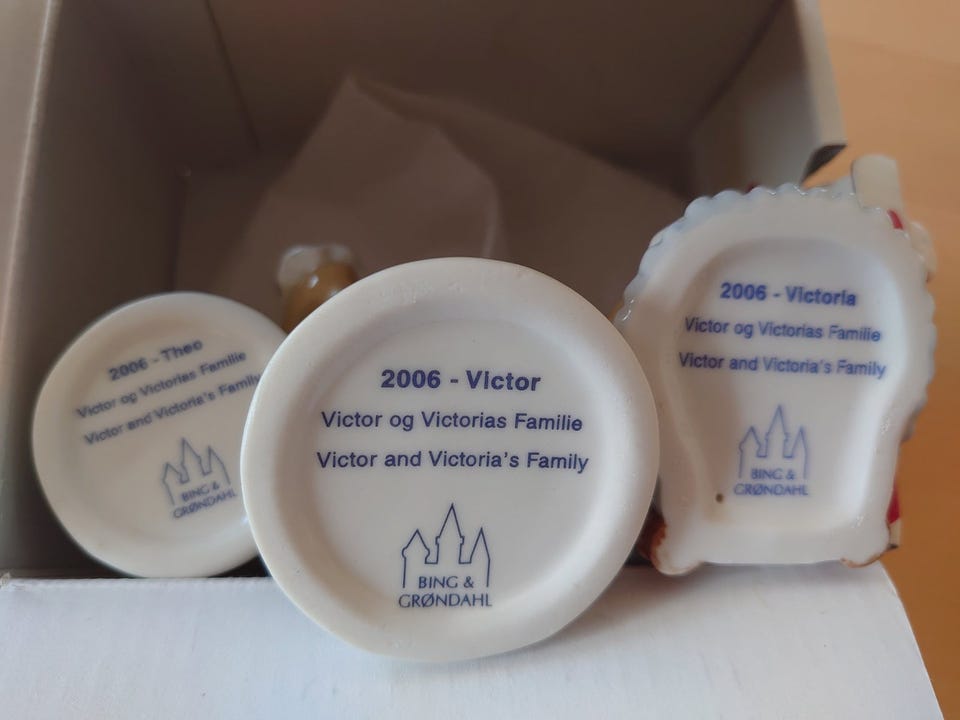 2006 - Theo
Victor og Victorias Familie
Victor and Victoria's Family
BING &
GRØNDAHL
2006 - Victor
Victor og Victorias Familie
Victor and Victoria's Family
BING &
GRØNDAHL
2006 - Victoria
Victor og Victorias Familie
Victor and Victoria's Family
BING &
GRØNDAHL